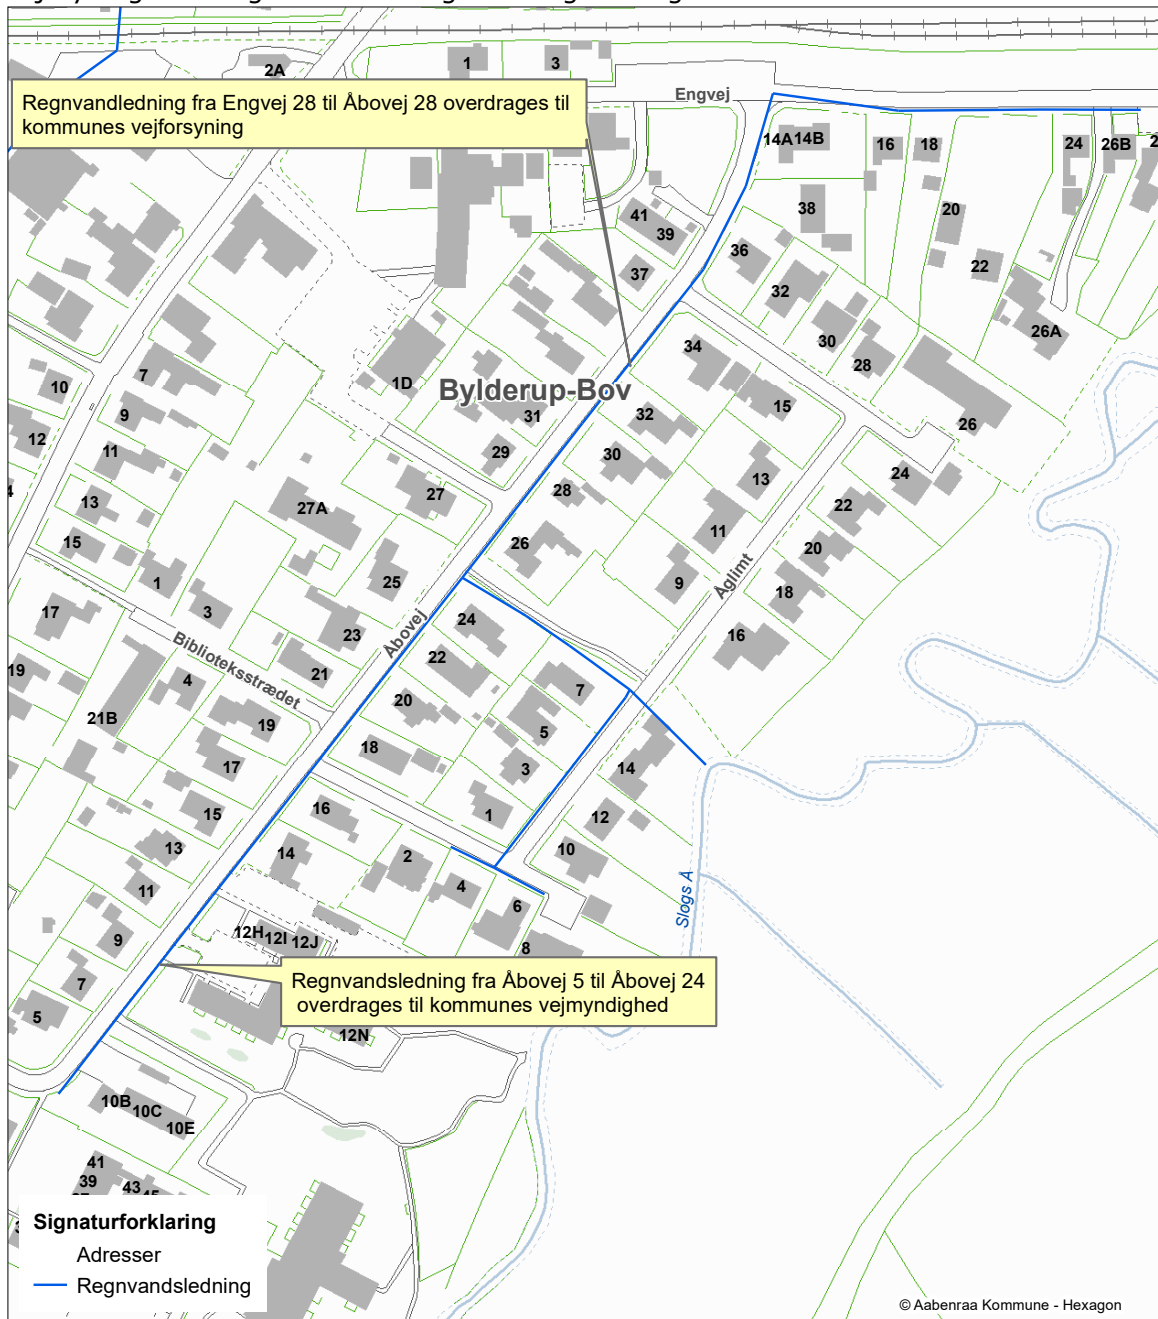 2A
1
3
Regnvandledning fra Engvej 28 til Åbovej 28 overdrages til
kommunes vejforsyning
Engvej
14A 14B
16
18
24
26B
20
38
41
39
36
37
22
32
30
28
26A
34
1D
Bylderup-Bov
31
32
15
26
7
10
9
12
11
29
30
13
24
13
27A
27
28
22
11
15
26
20
1
25
9
Åglimt
18
3
17
23
24
16
Åbovej
Biblioteksstrædet
22
21
19
4
7
20
21B
19
5
18
17
3
14
16
1
12
15
14
13
2
10
11
4
6
Slogs Å
9
12H
12I
12J
8
7
Regnvandsledning fra Åbovej 5 til Åbovej 24
overdrages til kommunes vejmyndighed
5
12N
10B
10C
10E
41
39
43
Signaturforklaring
Adresser
Regnvandsledning
© Aabenraa Kommune - Hexagon